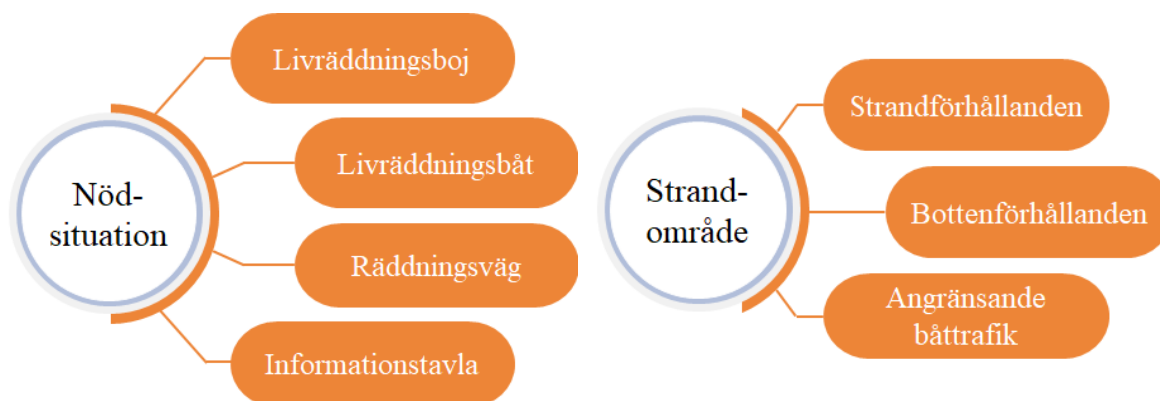 Nöd-
situation
Livräddningsboj
Livräddningsbåt
Räddningsväg
Informationstavla
Strand-
område
Strandförhållanden
Bottenförhållanden
Angränsande
båttrafik